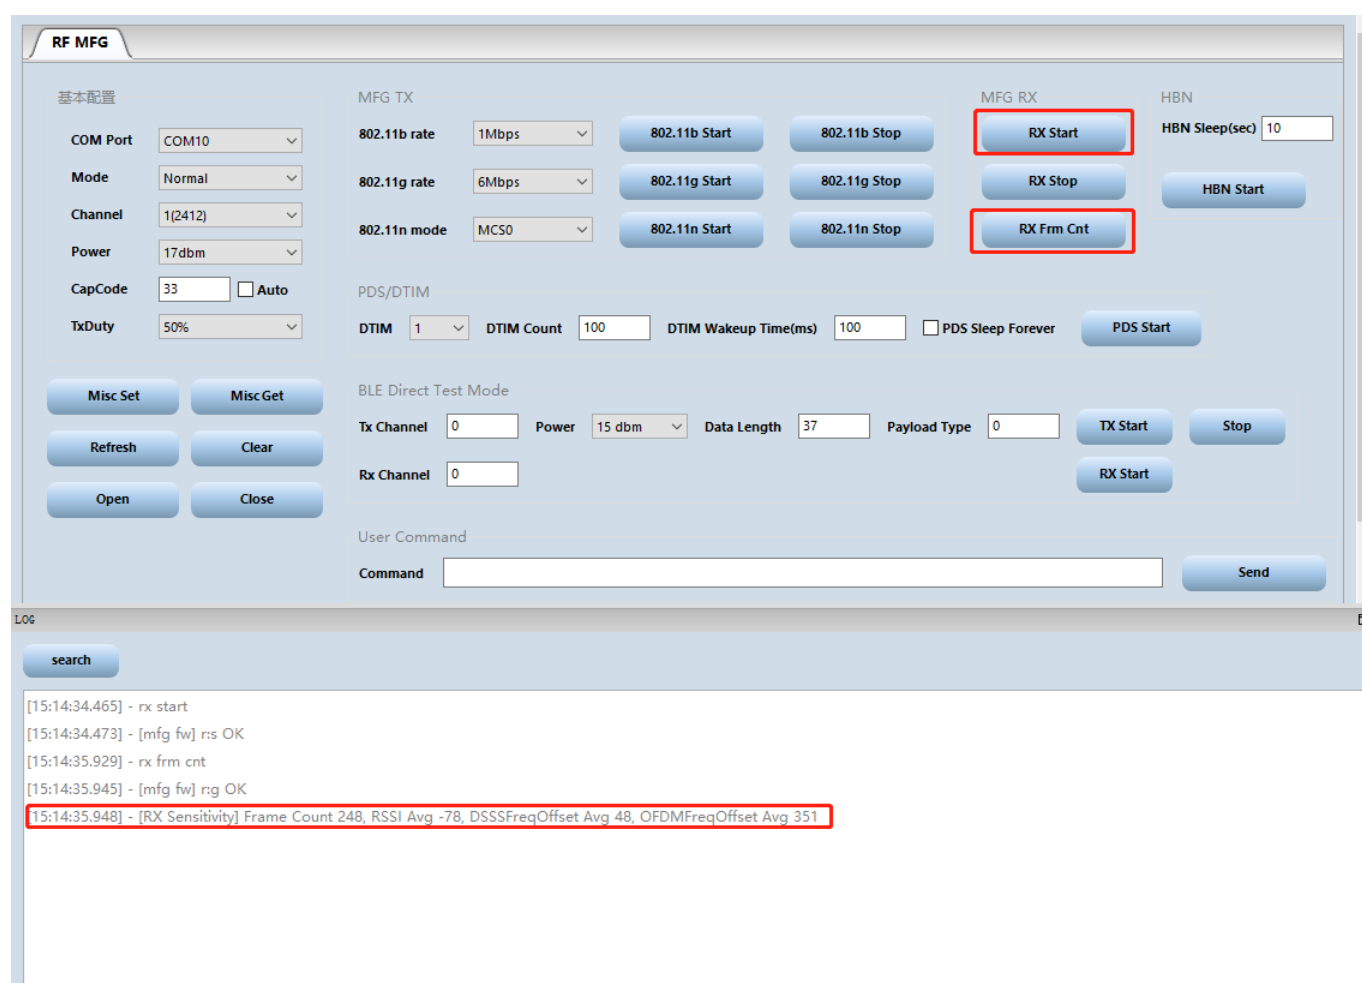 RF MFG
基本配置 MFG TX MFG RX HBN
COM Port COM10 802.11b rate 1Mbps 802.11b Start 802.11b Stop RX Start HBN Sleep(sec) 10
Mode Normal 802.11g rate 6Mbps 802.11g Start 802.11g Stop RX Stop HBN Start
Channel 1(2412) 802.11n mode MCS0 802.11n Start 802.11n Stop RX Frm Cnt
Power 17dbm
CapCode 33 Auto PDS/DTIM
TxDuty 50% DTIM 1 DTIM Count 100 DTIM Wakeup Time(ms) 100 PDS Sleep Forever PDS Start
Misc Set Misc Get BLE Direct Test Mode
Tx Channel 0 Power 15 dbm Data Length 37 Payload Type 0 TX Start Stop
Refresh Clear
Rx Channel 0 RX Start
Open Close
User Command
Command Send
LOG
search
[15:14:34.465] - rx start
[15:14:34.473] - [mfg fw] r:s OK
[15:14:35.929] - rx frm cnt
[15:14:35.945] - [mfg fw] r:g OK
[15:14:35.948] - [RX Sensitivity] Frame Count 248, RSSI Avg -78, DSSSFreqOffset Avg 48, OFDMFreqOffset Avg 351